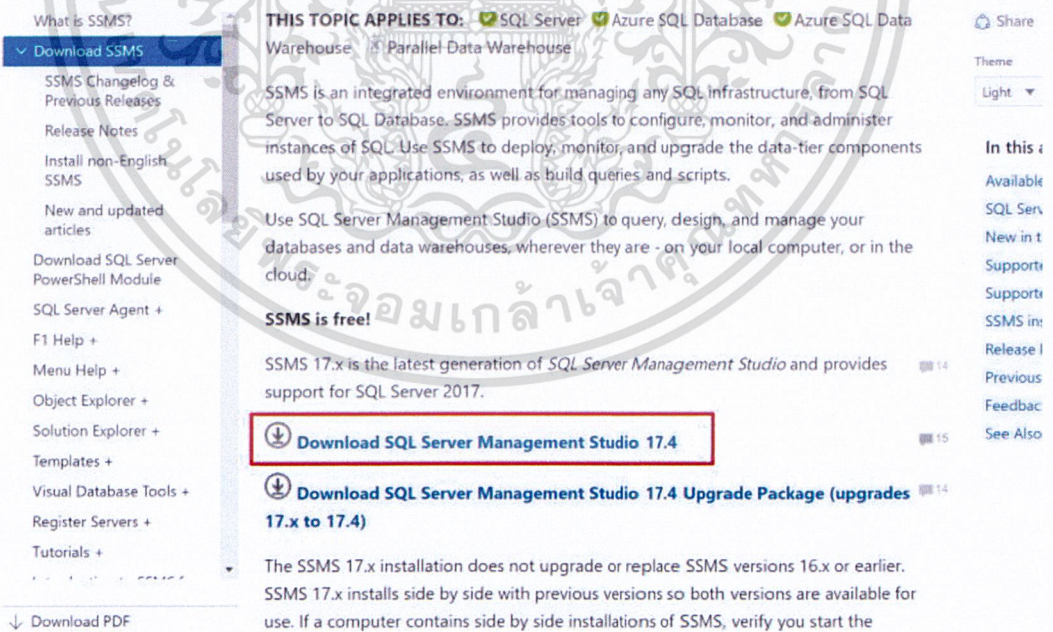 What is SSMS?
Download SSMS
SSMS Changelog &
Previous Releases
Release Notes
Install non-English
SSMS
New and updated
articles
Download SQL Server
PowerShell Module
SQL Server Agent +
F1 Help +
Menu Help +
Object Explorer +
Solution Explorer +
Templates +
Visual Database Tools +
Register Servers +
Tutorials +
Download PDF
THIS TOPIC APPLIES TO: SQL Server Azure SQL Database Azure SQL Data
Warehouse Parallel Data Warehouse
SSMS is an integrated environment for managing any SQL infrastructure, from SQL
Server to SQL Database. SSMS provides tools to configure, monitor, and administer
instances of SQL. Use SSMS to deploy, monitor, and upgrade the data-tier components
used by your applications, as well as build queries and scripts.
Use SQL Server Management Studio (SSMS) to query, design, and manage your
databases and data warehouses, wherever they are - on your local computer, or in the
cloud.
SSMS is free!
SSMS 17.x is the latest generation of SQL Server Management Studio and provides
support for SQL Server 2017.
14
Download SQL Server Management Studio 17.4
15
Download SQL Server Management Studio 17.4 Upgrade Package (upgrades
17.x to 17.4)
14
The SSMS 17.x installation does not upgrade or replace SSMS versions 16.x or earlier.
SSMS 17.x installs side by side with previous versions so both versions are available for
use. If a computer contains side by side installations of SSMS, verify you start the
Share
Theme
Light
In this a
Available
SQL Serv
New in t
Supporte
Supporte
SSMS ins
Release
Previous
Feedbac
See Also
พระจอมเกล้าเจ้าคุณทหาร